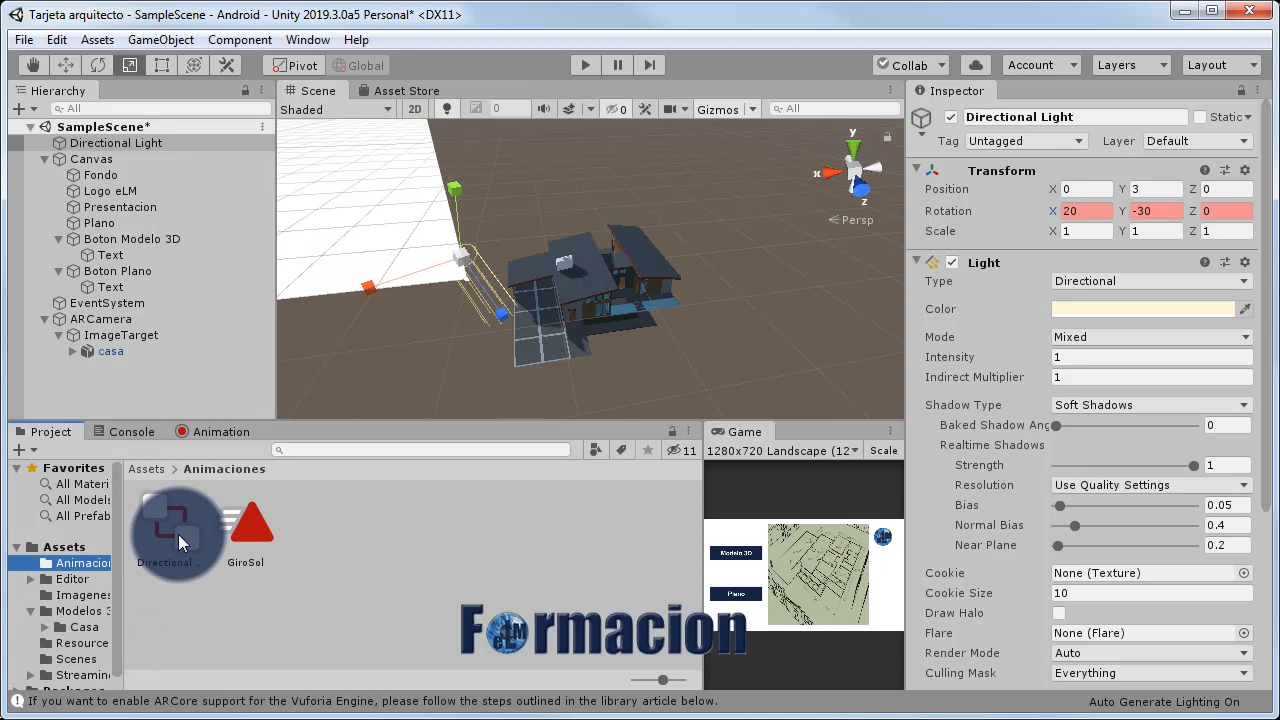 Tarjeta arquitecto - SampleScene - Android - Unity 2019.3.0a5 Personal* <DX11>
File Edit Assets GameObject Component Window Help
Pivot Global Collab Account Layers Layout
Hierarchy
All
SampleScene*
Directional Light
Canvas
Fondo
Logo eLM
Presentacion
Plano
Boton Modelo 3D
Text
Boton Plano
Text
EventSystem
ARCamera
ImageTarget
casa
Scene Asset Store
Shaded 2D 0 0 Gizmos All
y
x
z
Persp
Inspector
Directional Light Static
Tag Untagged Layer Default
Transform
Position X 0 Y 3 Z 0
Rotation X 20 Y -30 Z 0
Scale X 1 Y 1 Z 1
Light
Type Directional
Color
Mode Mixed
Intensity 1
Indirect Multiplier 1
Shadow Type Soft Shadows
Baked Shadow Ang 0
Realtime Shadows
Strength 1
Resolution Use Quality Settings
Bias 0.05
Normal Bias 0.4
Near Plane 0.2
Cookie None (Texture)
Cookie Size 10
Draw Halo
Flare None (Flare)
Render Mode Auto
Culling Mask Everything
Project Console Animation
11
Favorites
All Materi
All Models
All Prefab
Assets
Animacion
Editor
Imagenes
Modelos 3
Casa
Resource
Scenes
Streamin
Assets > Animaciones
Directional ...
GiroSol
Game
1280x720 Landscape (12 Scale
Modelo 3D
Plano
Formacion
If you want to enable ARCore support for the Vuforia Engine, please follow the steps outlined in the library article below.
Auto Generate Lighting On